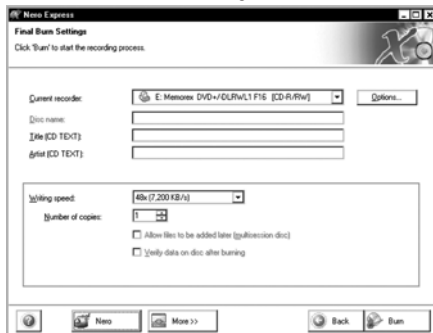 Nero Express
Final Burn Settings
Click 'Burn' to start the recording process.
Current recorder: E: Memorex DVD+/-DLRWL1 F16 [CD-R/RW] Options...
Disc name:
Title (CD TEXT):
Artist (CD TEXT):
Writing speed: 48x (7,200 KB/s)
Number of copies: 1
Allow files to be added later (multisession disc)
Verify data on disc after burning
Nero More >> Back Burn